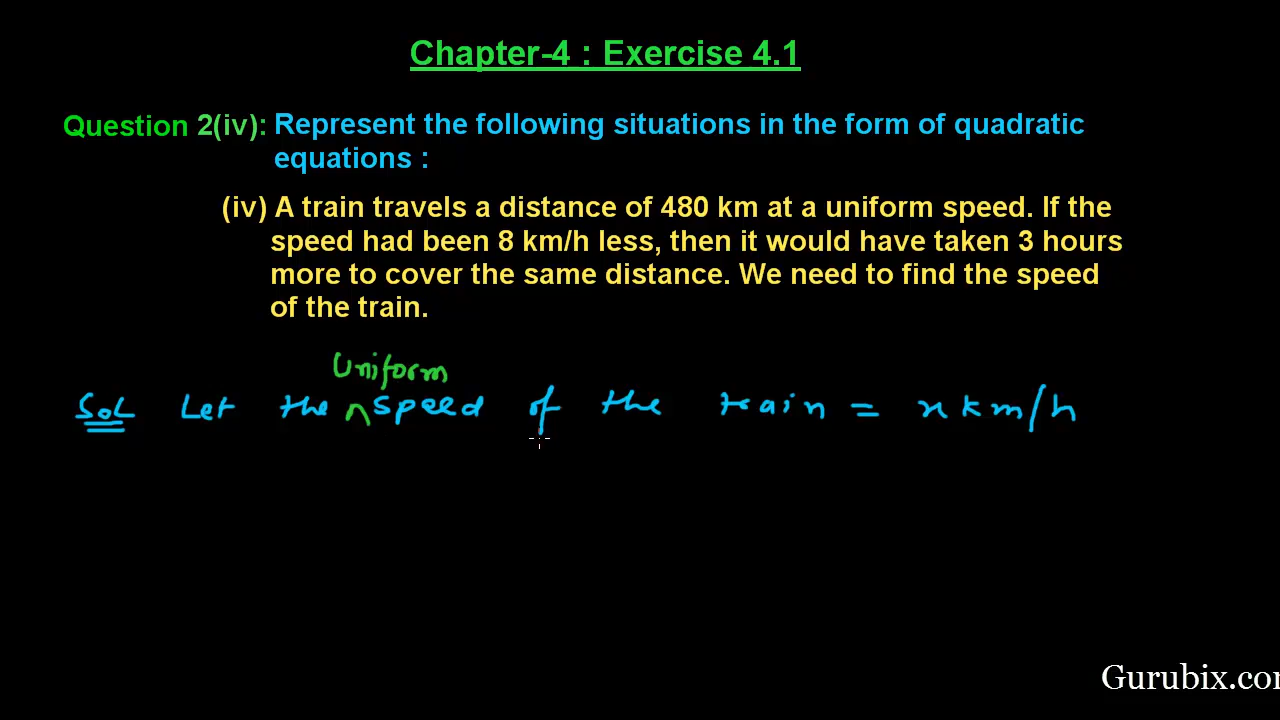 Chapter-4 : Exercise 4.1
Question 2(iv): Represent the following situations in the form of quadratic
equations :
(iv) A train travels a distance of 480 km at a uniform speed. If the
speed had been 8 km/h less, then it would have taken 3 hours
more to cover the same distance. We need to find the speed
of the train.
Uniform
Sol Let the ^ speed of the train = x km/h
Gurubix.com